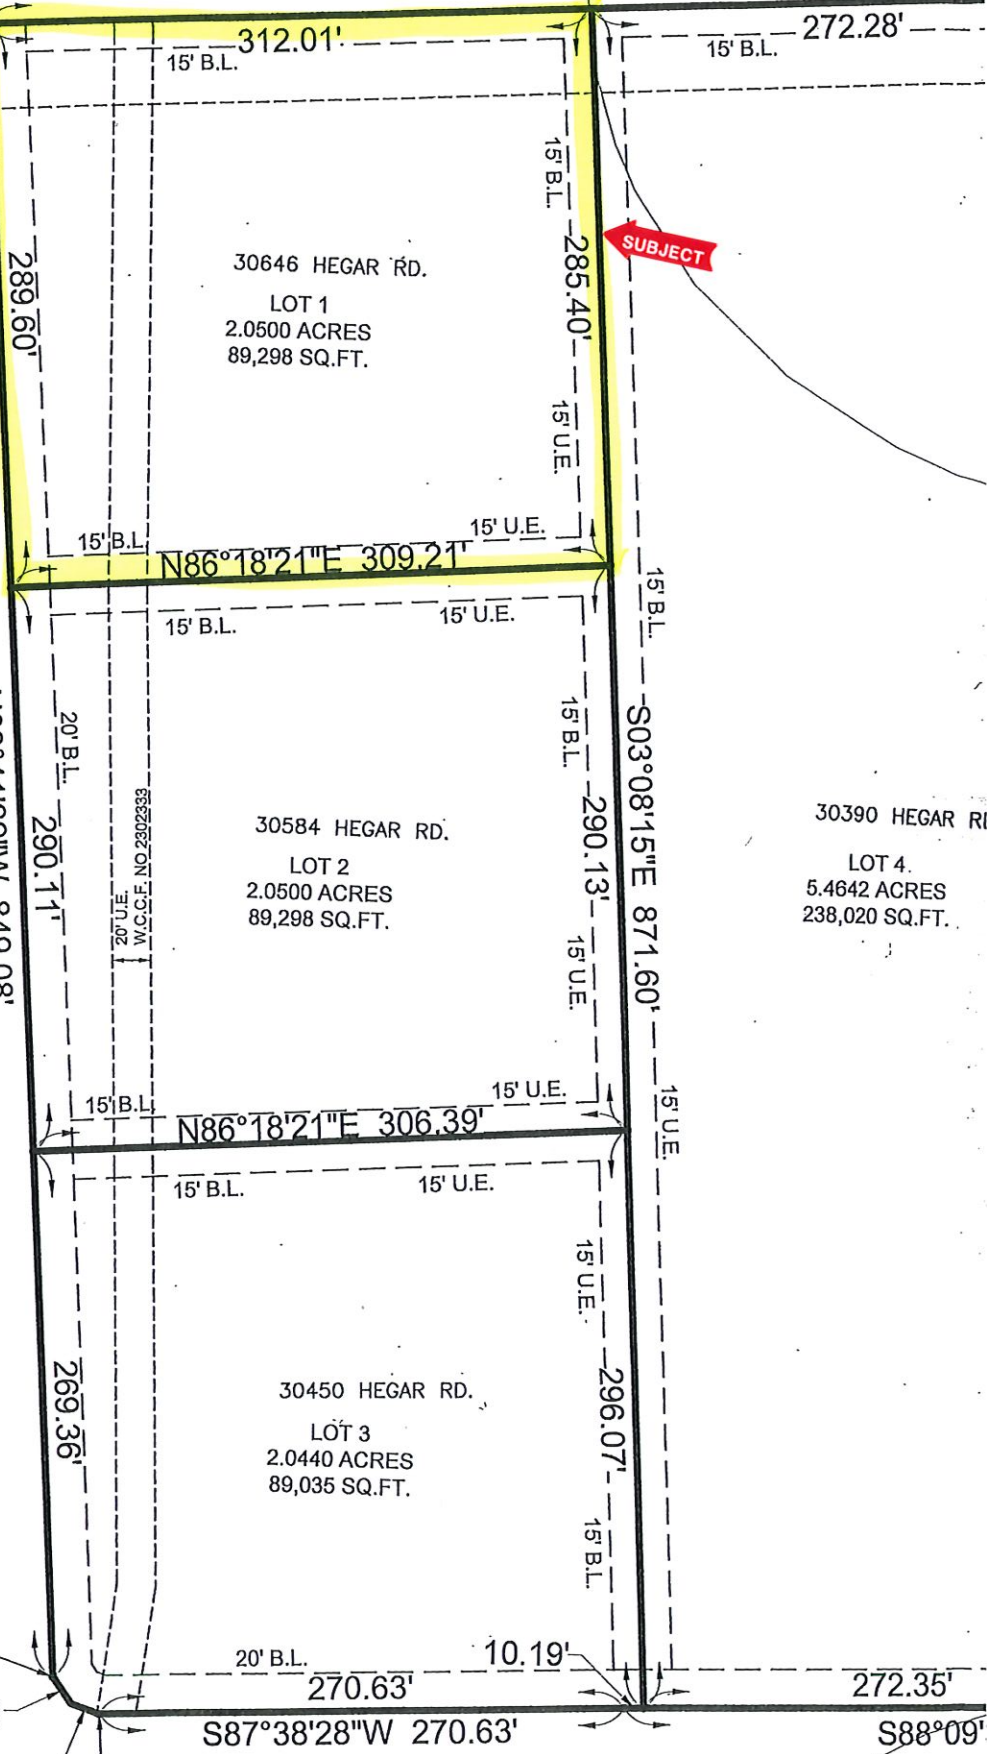 312.01'
15' B.L.
272.28'
15' B.L.
15' B.L.
289.60'
285.40'
SUBJECT
30646 HEGAR RD.
LOT 1
2.0500 ACRES
89,298 SQ.FT.
15' U.E.
15' B.L.
15' U.E.
N86°18'21"E 309.21'
15' B.L.
15' U.E.
15' B.L.
20' B.L.
15' B.L.
S03°08'15"E 871.60'
290.11'
20' U.E.
W.C.C.F. NO.2302333
30584 HEGAR RD.
LOT 2
2.0500 ACRES
89,298 SQ.FT.
290.13'
15' U.E.
30390 HEGAR
LOT 4
5.4642 ACRES
238,020 SQ.FT.
849.08'
15' B.L.
15' U.E.
N86°18'21"E 306.39'
15' U.E.
15' B.L.
15' U.E.
15' U.E.
30450 HEGAR RD.
LOT 3
2.0440 ACRES
89,035 SQ.FT.
269.36'
296.07'
15' B.L.
20' B.L.
10.19'
270.63'
272.35'
S87°38'28"W 270.63'
S88°09'